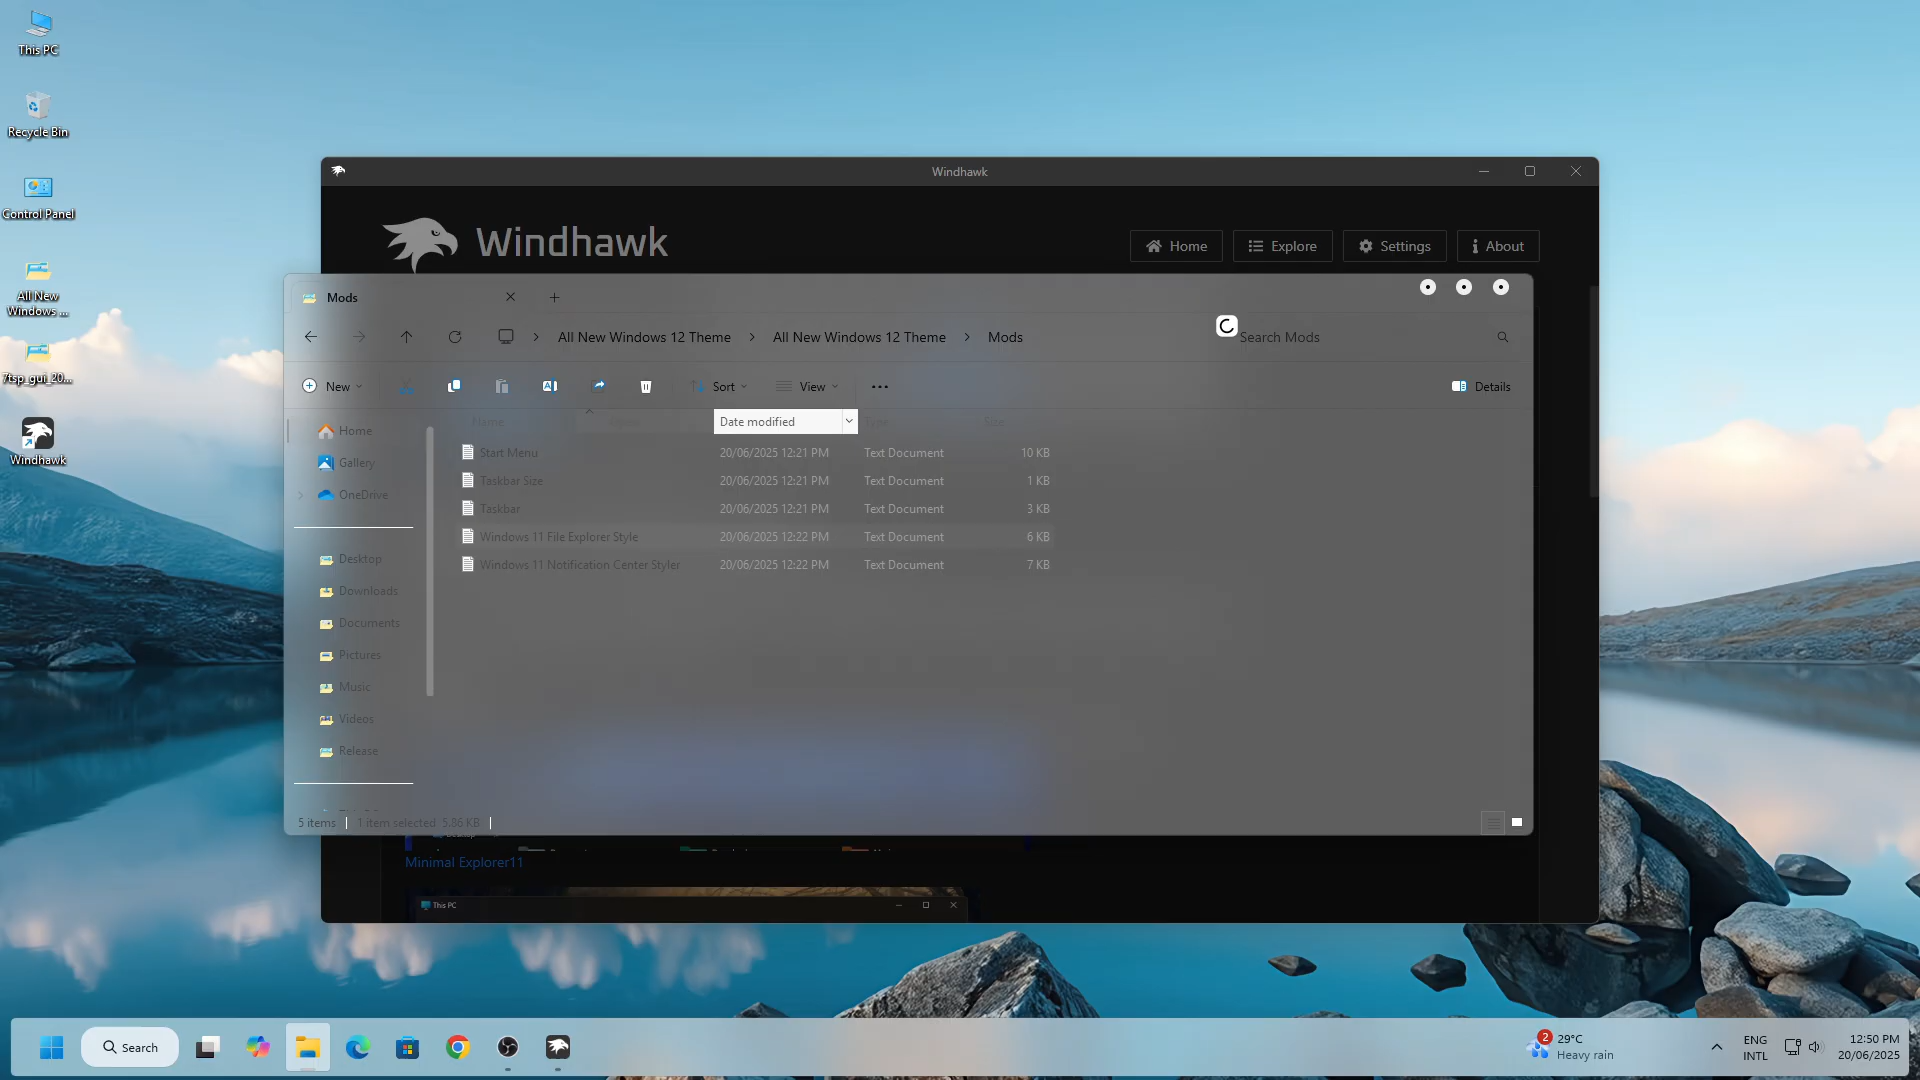 This PC
Recycle Bin
Control Panel
All New
Windows ...
7tsp_gui_20...
Windhawk
Windhawk
Windhawk
Home
Explore
Settings
About
Mods
All New Windows 12 Theme
All New Windows 12 Theme
Mods
Search Mods
New
Sort
View
Details
Name
Date modified
Type
Size
Home
Gallery
OneDrive
Desktop
Downloads
Documents
Pictures
Music
Videos
Release
Start Menu 20/06/2025 12:21 PM Text Document 10 KB
Taskbar Size 20/06/2025 12:21 PM Text Document 1 KB
Taskbar 20/06/2025 12:21 PM Text Document 3 KB
Windows 11 File Explorer Style 20/06/2025 12:22 PM Text Document 6 KB
Windows 11 Notification Center Styler 20/06/2025 12:22 PM Text Document 7 KB
5 items
1 item selected 5.86 KB
Minimal Explorer11
This PC
Search
2
29°C
Heavy rain
ENG
INTL
12:50 PM
20/06/2025